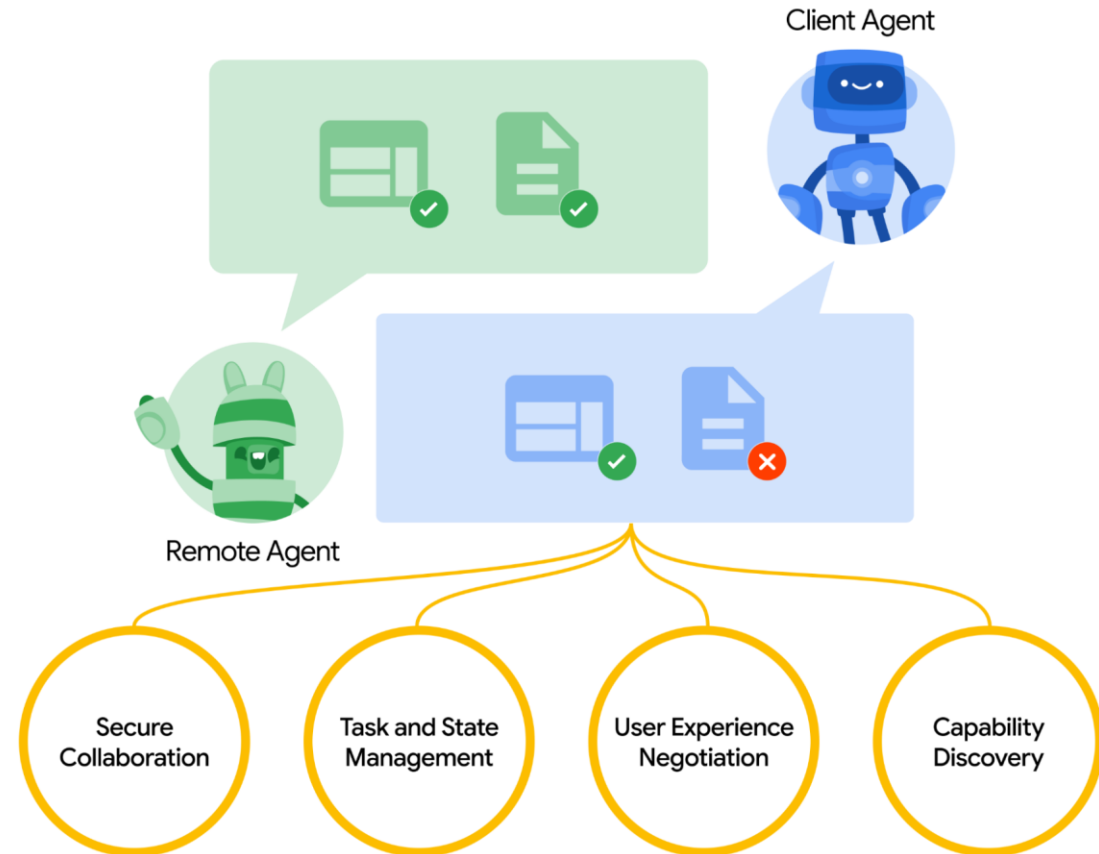 Client Agent
Remote Agent
Secure
Collaboration
Task and State
Management
User Experience
Negotiation
Capability
Discovery